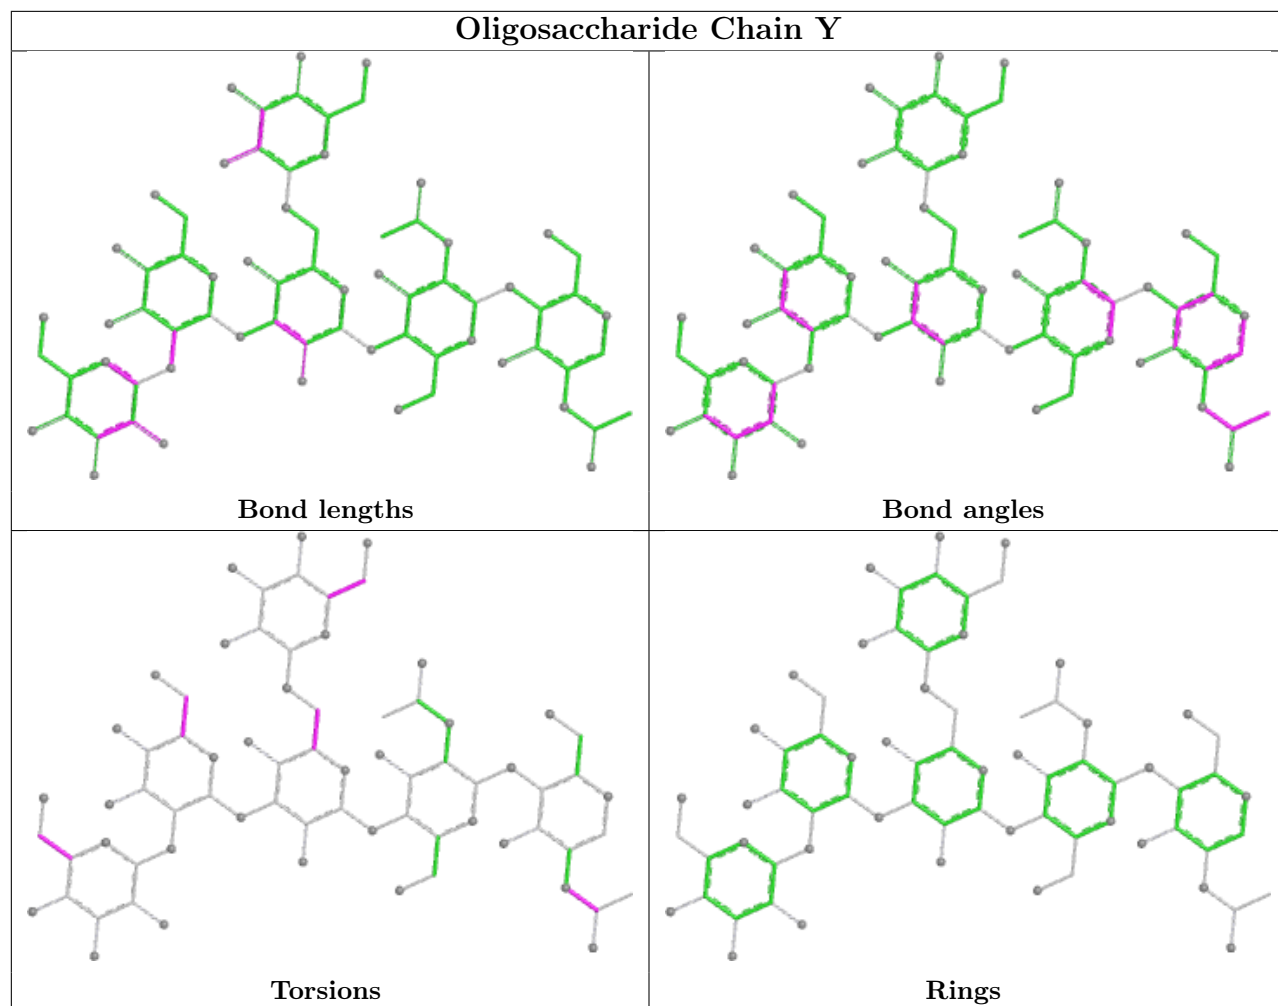 Oligosaccharide Chain Y
Bond lengths
Bond angles
Torsions
Rings